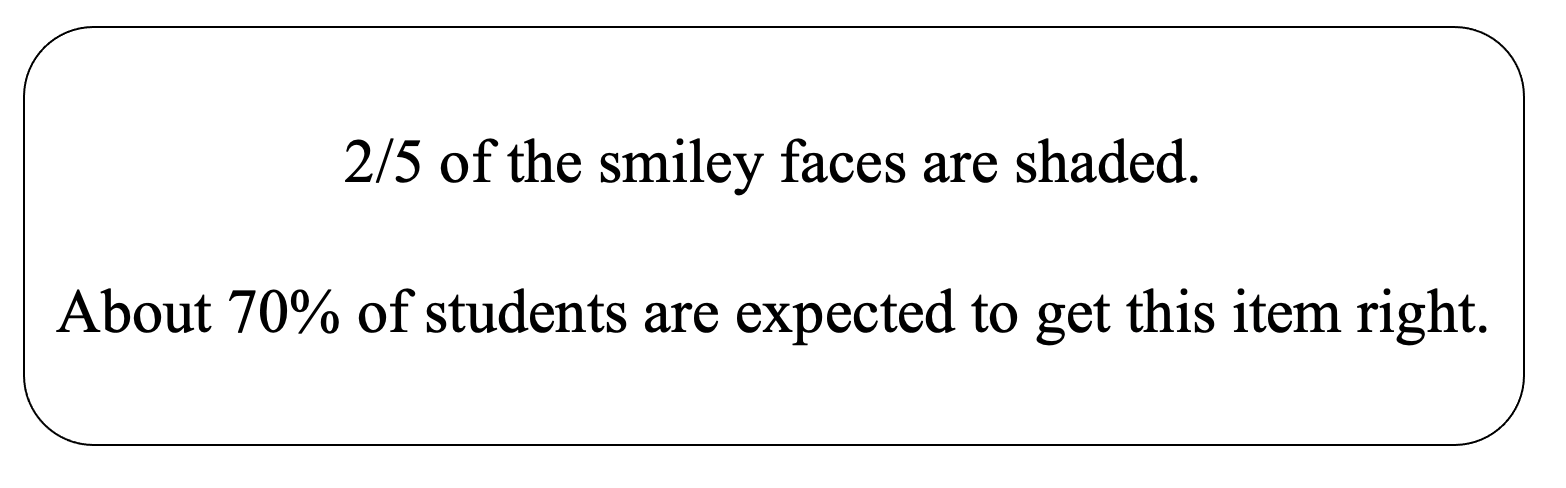 2/5 of the smiley faces are shaded.
About 70% of students are expected to get this item right.